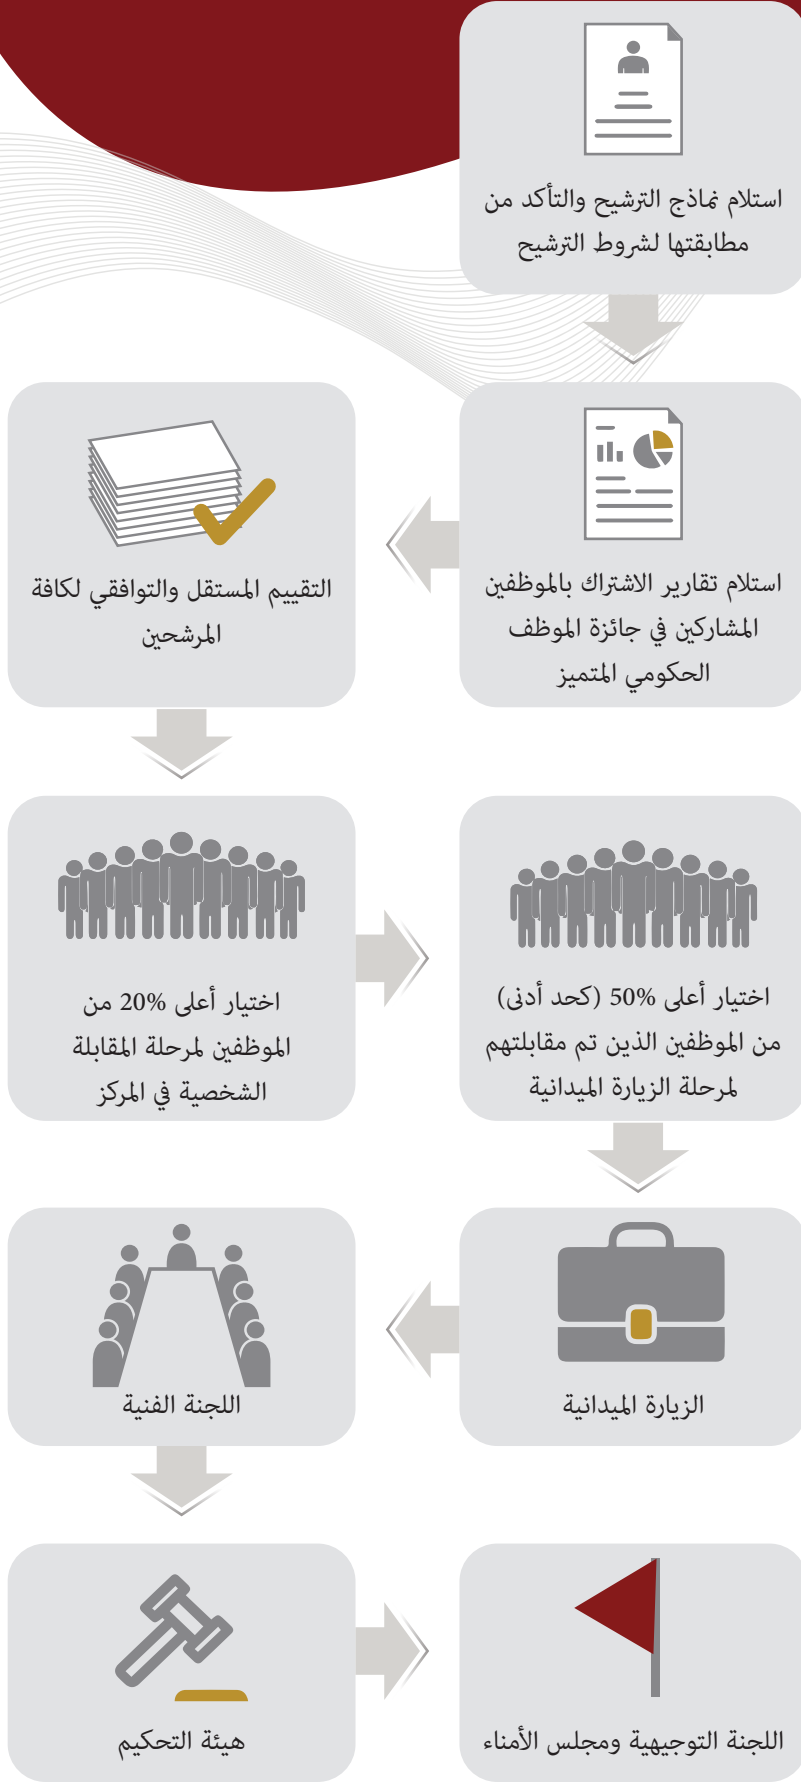 استلام نماذج الترشيح والتأكد من
مطابقتها لشروط الترشيح
استلام تقارير الاشتراك بالموظفين
المشاركين في جائزة الموظف
الحكومي المتميز
التقييم المستقل والتوافقي لكافة
المرشحين
اختيار أعلى 20% من
الموظفين لمرحلة المقابلة
الشخصية في المركز
اختيار أعلى 50% (كحد أدنى)
من الموظفين الذين تم مقابلتهم
لمرحلة الزيارة الميدانية
الزيارة الميدانية
اللجنة الفنية
هيئة التحكيم
اللجنة التوجيهية ومجلس الأمناء